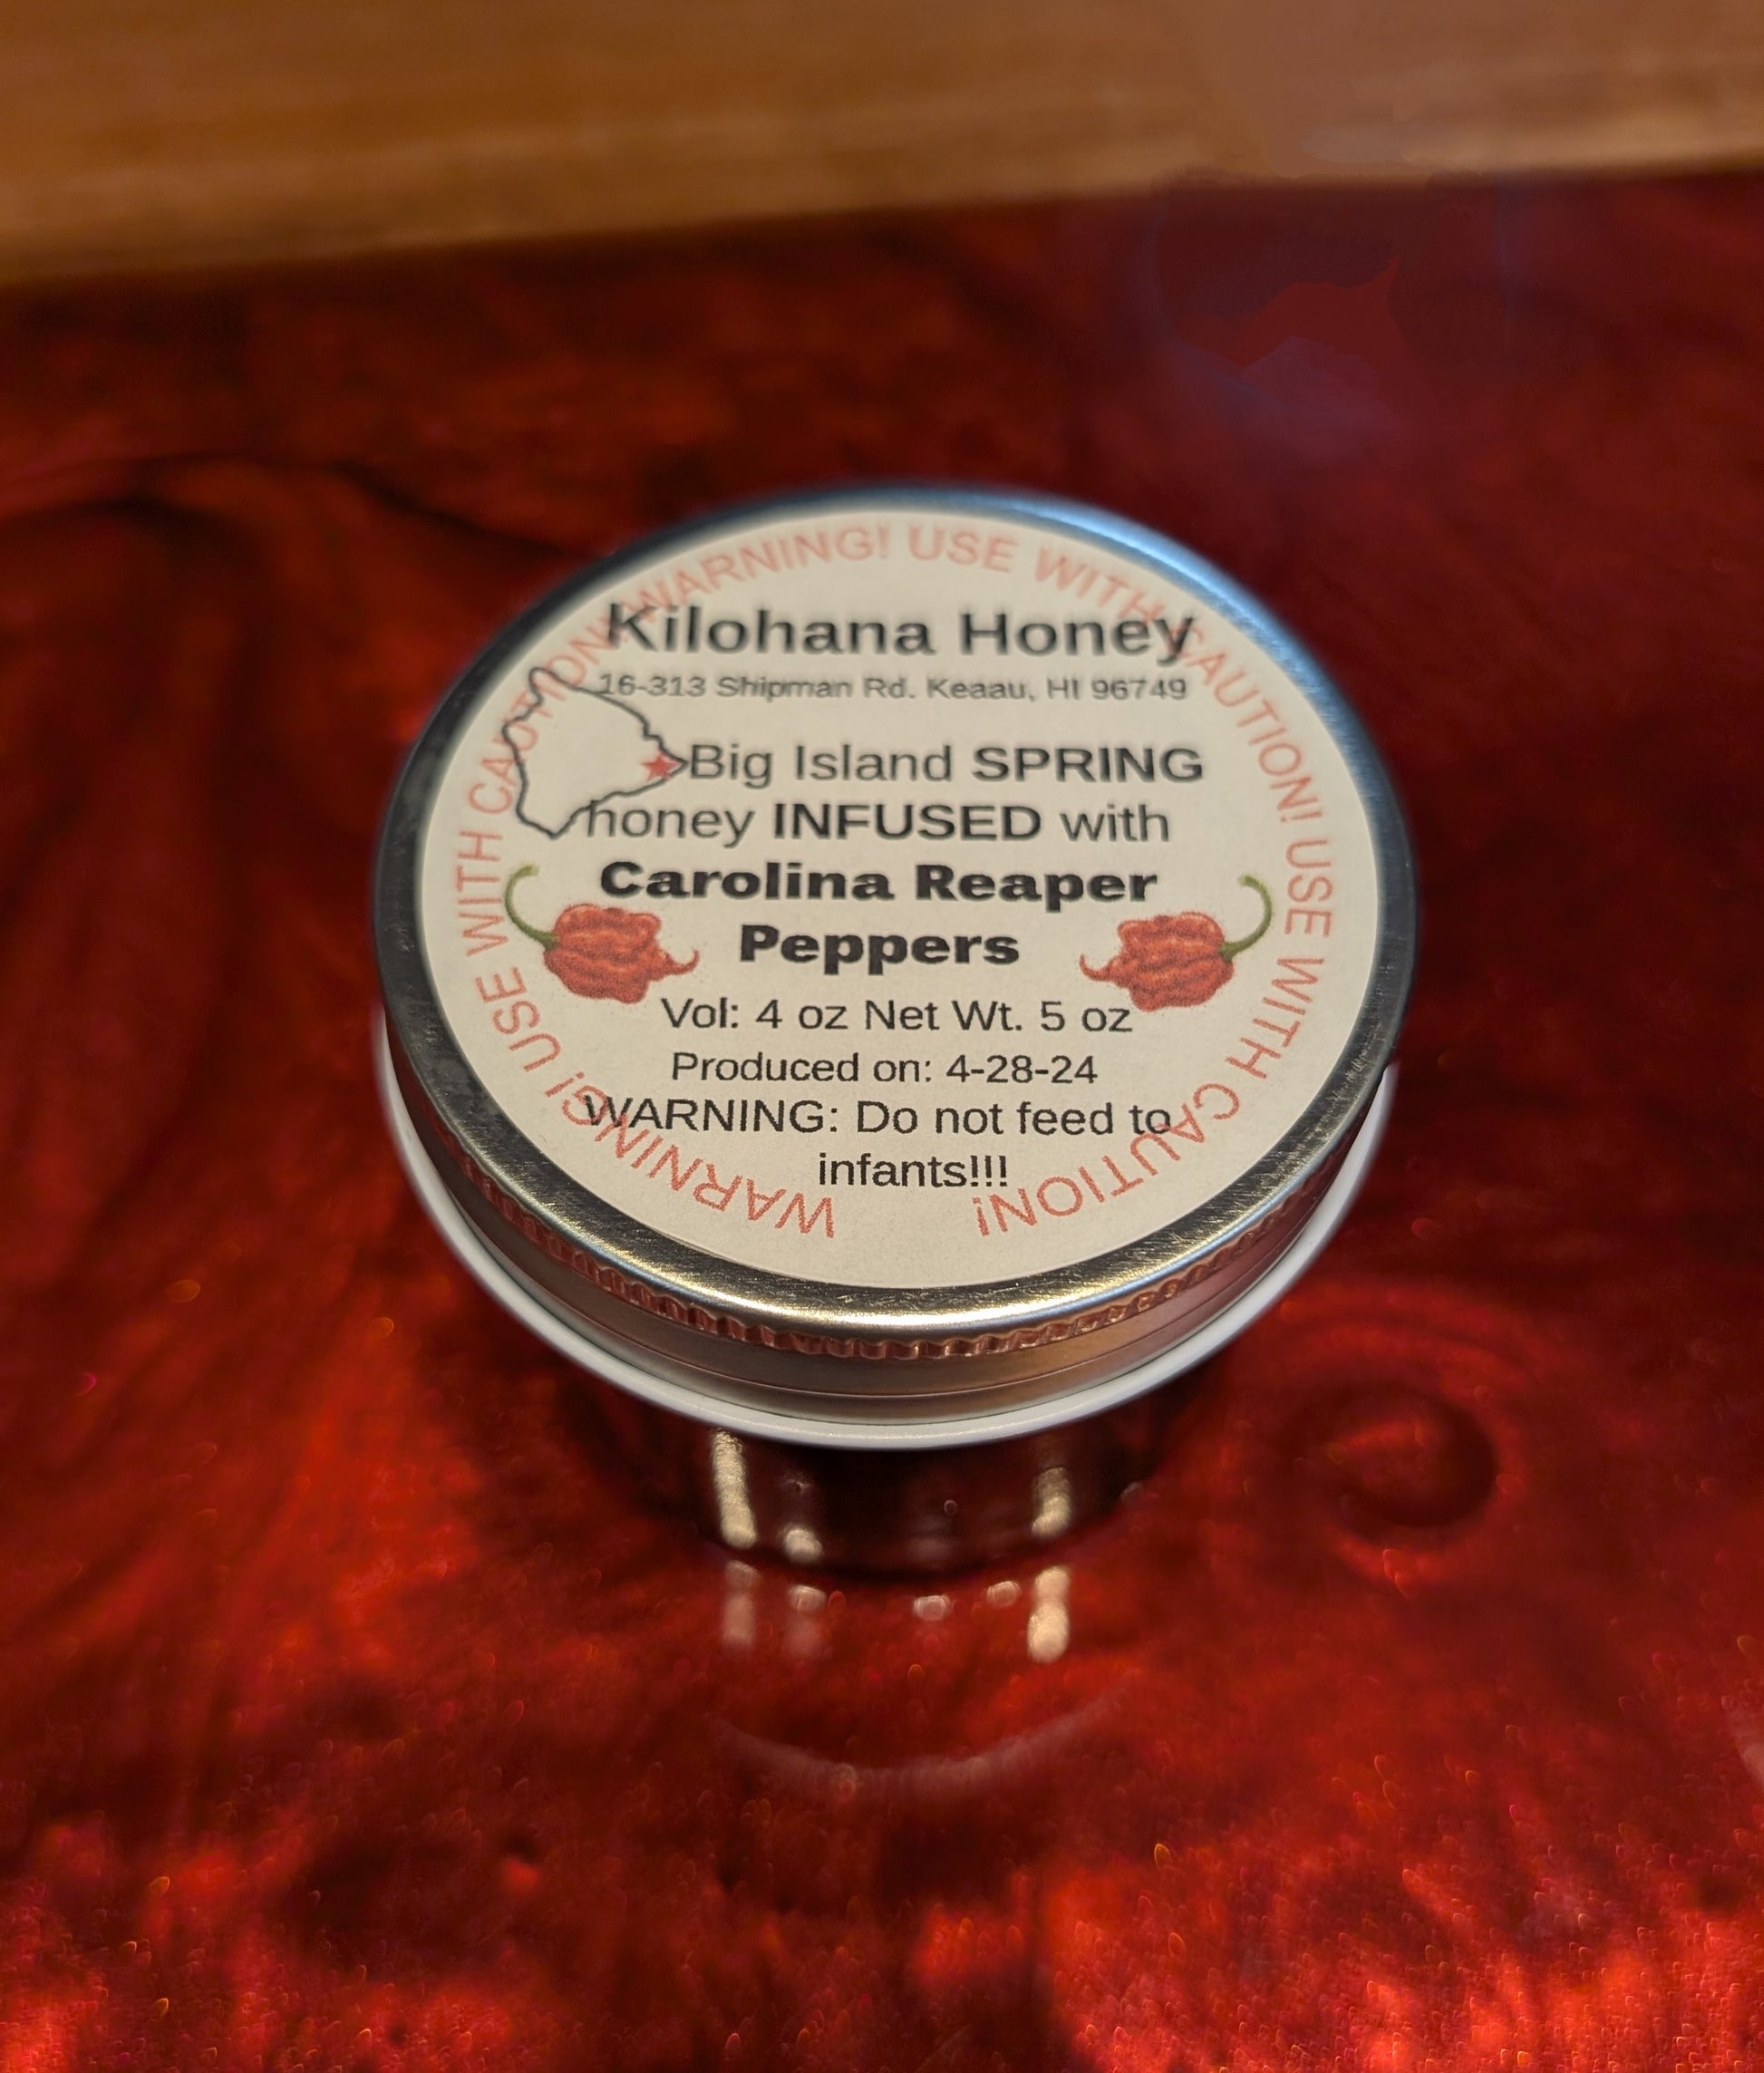 WARNING! USE WITH CAUTION! WARNING! USE WITH CAUTION! USE WITH CAUTION!
Kilohana Honey
16-313 Shipman Rd. Keaau, HI 96749
Big Island SPRING
honey INFUSED with
Carolina Reaper
Peppers
Vol: 4 oz Net Wt. 5 oz
Produced on: 4-28-24
WARNING: Do not feed to
infants!!!